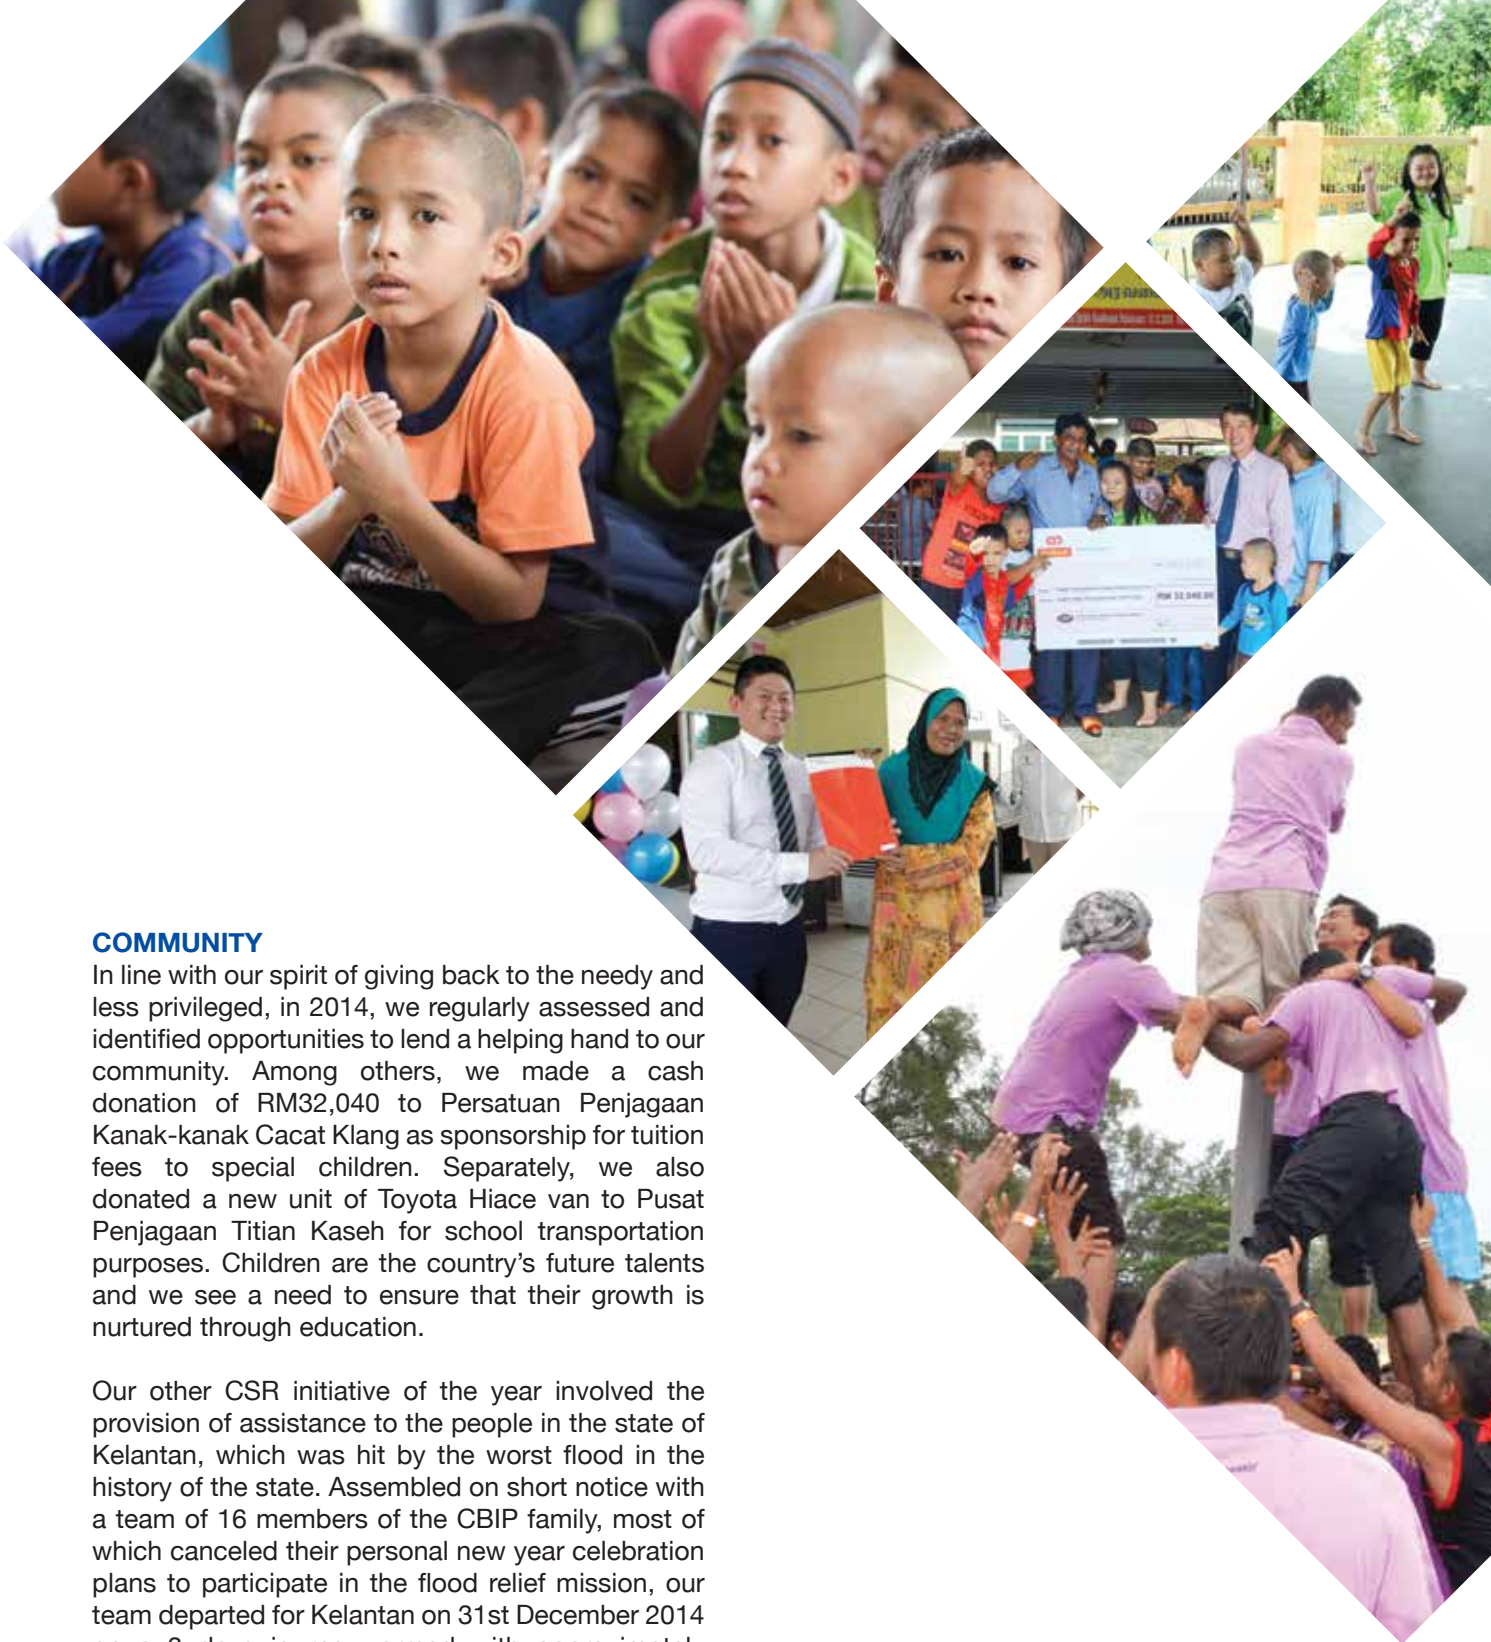 RM 32,040.00
COMMUNITY
In line with our spirit of giving back to the needy and
less privileged, in 2014, we regularly assessed and
identified opportunities to lend a helping hand to our
community. Among others, we made a cash
donation of RM32,040 to Persatuan Penjagaan
Kanak-kanak Cacat Klang as sponsorship for tuition
fees to special children. Separately, we also
donated a new unit of Toyota Hiace van to Pusat
Penjagaan Titian Kaseh for school transportation
purposes. Children are the country's future talents
and we see a need to ensure that their growth is
nurtured through education.
Our other CSR initiative of the year involved the
provision of assistance to the people in the state of
Kelantan, which was hit by the worst flood in the
history of the state. Assembled on short notice with
a team of 16 members of the CBIP family, most of
which canceled their personal new year celebration
plans to participate in the flood relief mission, our
team departed for Kelantan on 31st December 2014